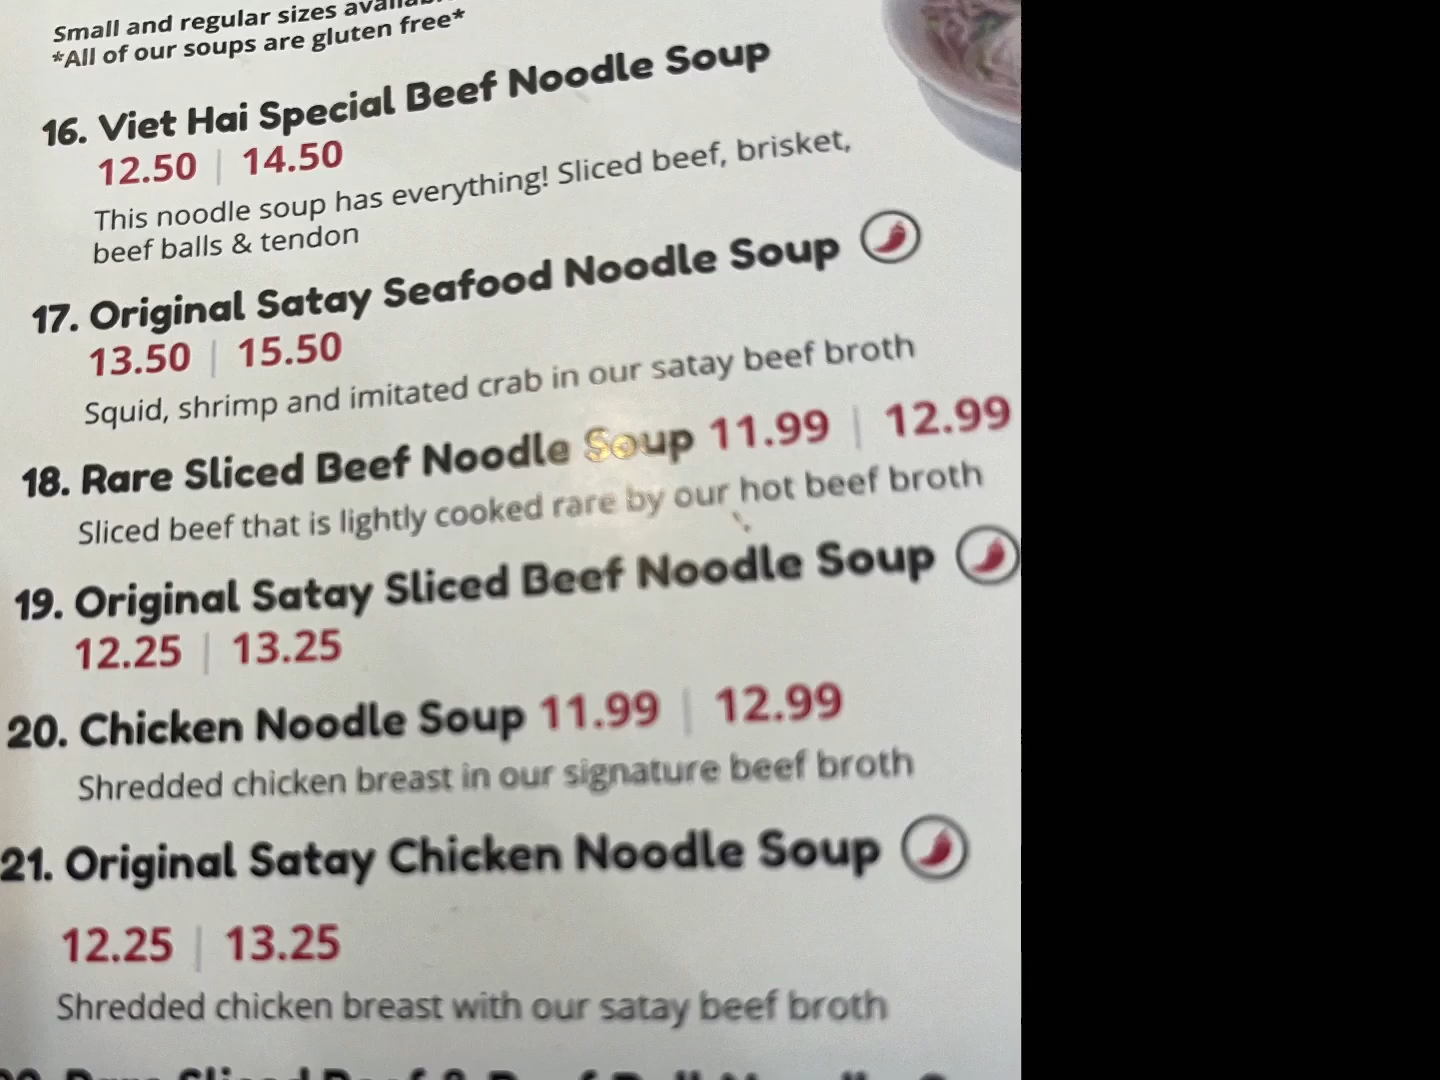 Small and regular sizes
*All of our soups are gluten free*
16. Viet Hai Special Beef Noodle Soup
12.50 | 14.50
This noodle soup has everything! Sliced beef, brisket,
beef balls & tendon
17. Original Satay Seafood Noodle Soup
13.50 | 15.50
Squid, shrimp and imitated crab in our satay beef broth
18. Rare Sliced Beef Noodle Soup 11.99 | 12.99
Sliced beef that is lightly cooked rare by our hot beef broth
19. Original Satay Sliced Beef Noodle Soup
12.25 | 13.25
20. Chicken Noodle Soup 11.99 | 12.99
Shredded chicken breast in our signature beef broth
21. Original Satay Chicken Noodle Soup
12.25 | 13.25
Shredded chicken breast with our satay beef broth